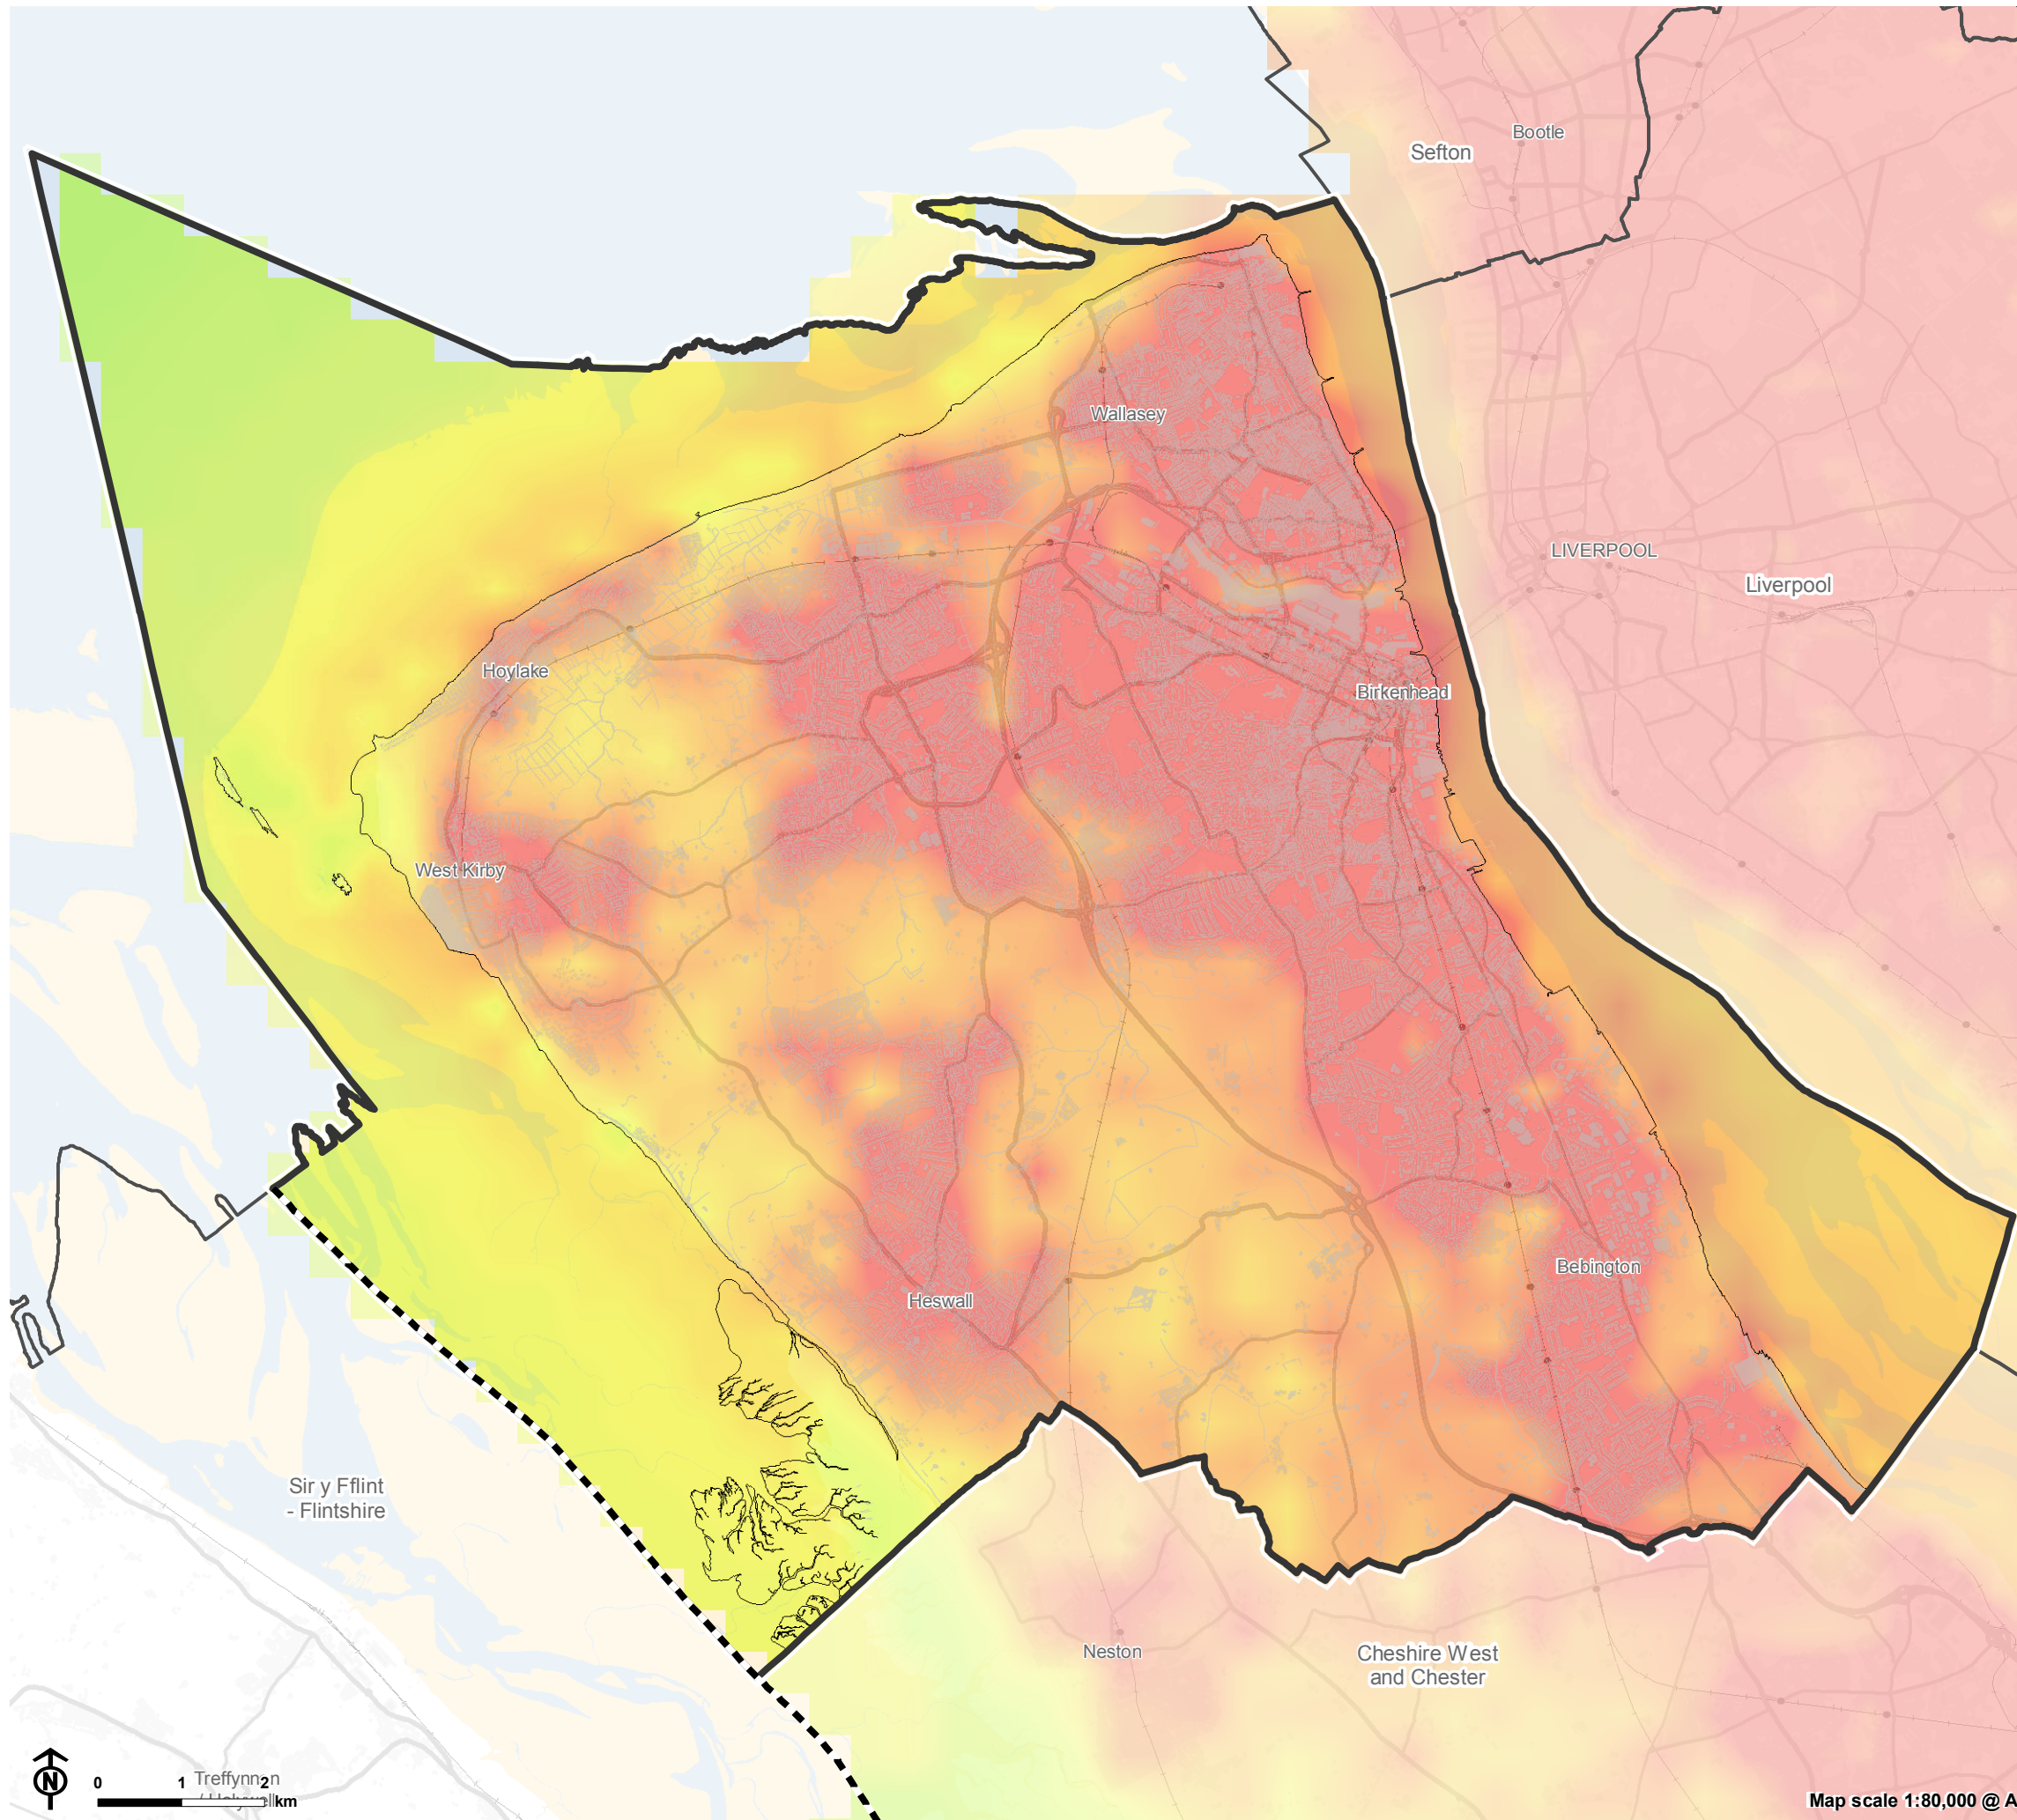 Bootle
Sefton
Wallasey
LIVERPOOL
Liverpool
Hoylake
Birkenhead
West Kirby
Bebington
Heswall
Sir y Fflint
- Flintshire
Neston
Cheshire West
and Chester
N
0 1 2
km
Treffynnon
Map scale 1:80,000 @ A